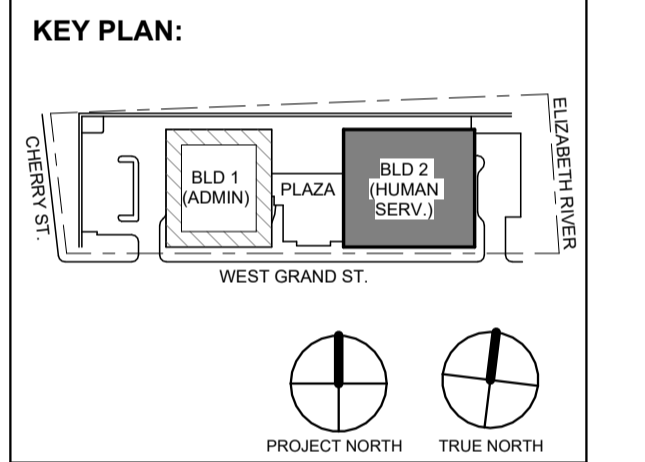 KEY PLAN:
CHERRY ST.
BLD 1
(ADMIN)
PLAZA
BLD 2
(HUMAN
SERV.)
ELIZABETH RIVER
WEST GRAND ST.
PROJECT NORTH
TRUE NORTH